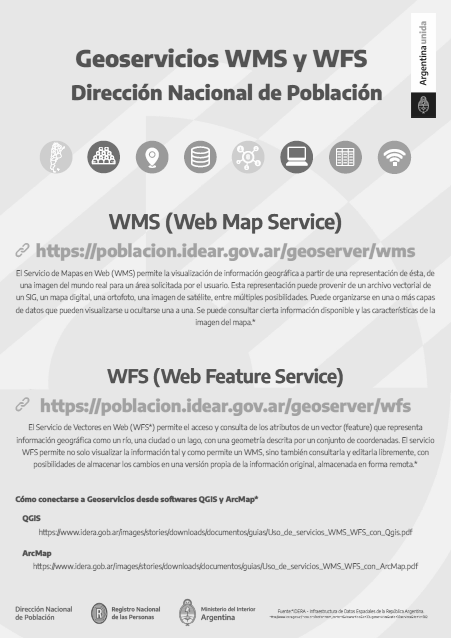 Argentina unida
Geoservicios WMS y WFS
Dirección Nacional de Población
WMS (Web Map Service)
https://poblacion.idear.gov.ar/geoserver/wms
El Servicio de Mapas en Web (WMS) permite la visualización de información geográfica a partir de una representación de ésta, de
una imagen del mundo real para un área solicitada por el usuario. Esta representación puede provenir de un archivo vectorial de
un SIG, un mapa digital, una ortofoto, una imagen de satélite, entre múltiples posibilidades. Puede organizarse en una o más capas
de datos que pueden visualizarse u ocultarse una a una. Se puede consultar cierta información disponible y las características de la
imagen del mapa.*
WFS (Web Feature Service)
https://poblacion.idear.gov.ar/geoserver/wfs
El Servicio de Vectores en Web (WFS*) permite el acceso y consulta de los atributos de un vector (feature) que representa
información geográfica como un río, una ciudad o un lago, con una geometría descrita por un conjunto de coordenadas. El servicio
WFS permite no solo visualizar la información tal y como permite un WMS, sino también consultarla y editarla libremente, con
posibilidades de almacenar los cambios en una versión propia de la información original, almacenada en forma remota.*
Cómo conectarse a Geoservicios desde softwares QGIS y ArcMap*
QGIS
https://www.idera.gob.ar/images/stories/downloads/documentos/guias/Uso_de_servicios_WMS_WFS_con_Qgis.pdf
ArcMap
https://www.idera.gob.ar/images/stories/downloads/documentos/guias/Uso_de_servicios_WMS_WFS_con_ArcMap.pdf
Dirección Nacional
de Población
R
Registro Nacional
de las Personas
Ministerio del Interior
Argentina
Fuente*IDERA - Infraestructura de Datos Espaciales de la República Argentina